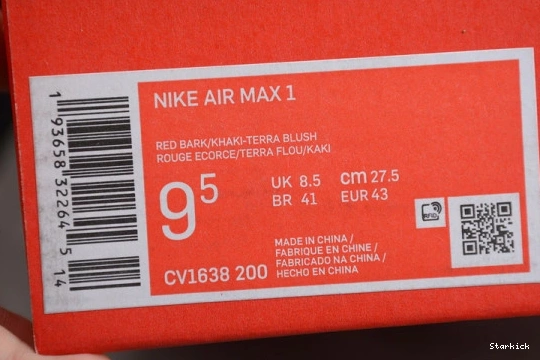 NIKE AIR MAX 1
RED BARK/KHAKI-TERRA BLUSH
ROUGE ECORCE/TERRA FLOU/KAKI
9 5
UK 8.5 cm 27.5
BR 41 EUR 43
MADE IN CHINA /
FABRIQUE EN CHINE /
FABRICADO NA CHINA /
HECHO EN CHINA
CV1638 200
1 93658 32264 5 14
RFID
Starkick